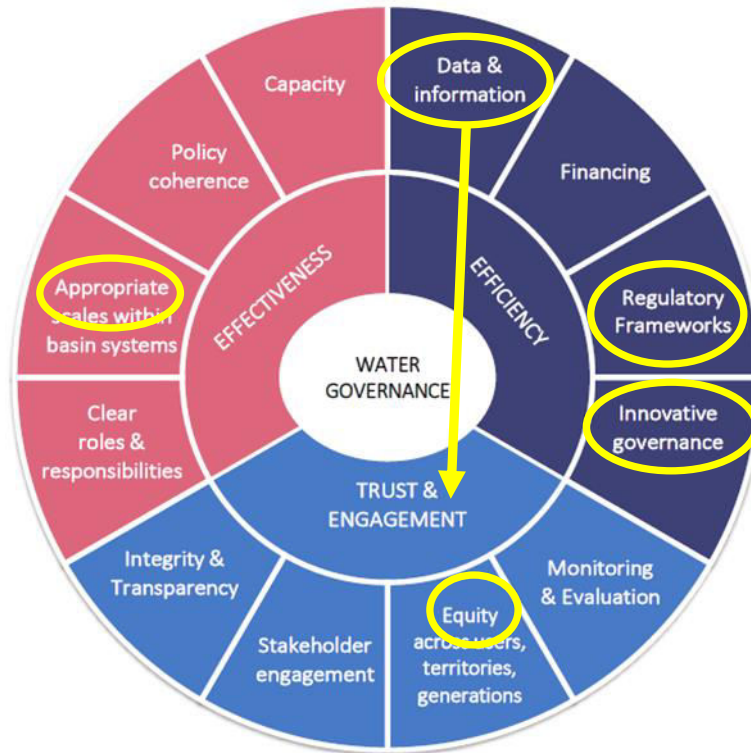 Capacity
Data &
information
Policy
coherence
Financing
Appropriate
scales within
basin systems
EFFECTIVENESS
EFFICIENCY
Regulatory
Frameworks
WATER
GOVERNANCE
Clear
roles &
responsibilities
Innovative
governance
TRUST &
ENGAGEMENT
Integrity &
Transparency
Monitoring
& Evaluation
Stakeholder
engagement
Equity
across users,
territories,
generations